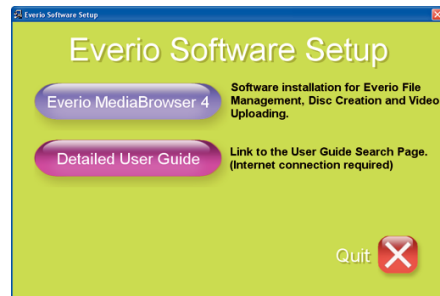 Everio Software Setup
Everio Software Setup
Everio MediaBrowser 4
Software installation for Everio File
Management, Disc Creation and Video
Uploading.
Detailed User Guide
Link to the User Guide Search Page.
(Internet connection required)
Quit